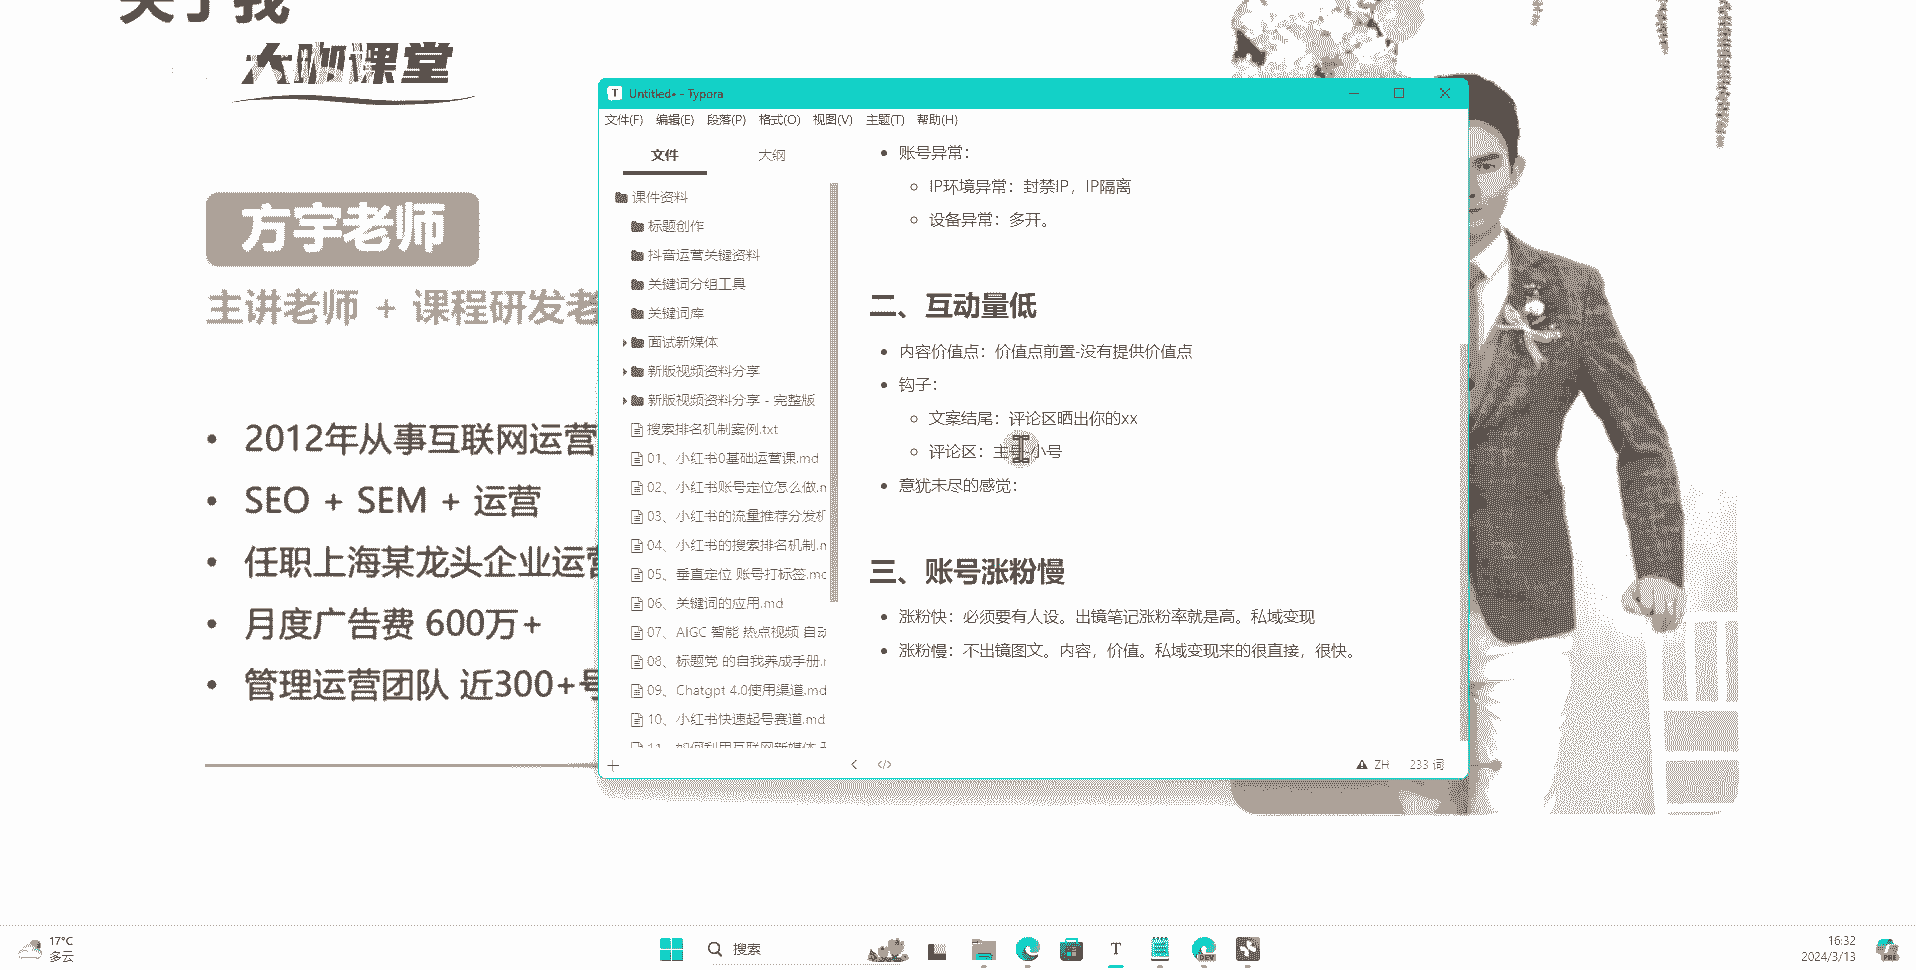 关于我
大咖课堂
方宇老师
主讲老师 + 课程研发老
2012年从事互联网运营
SEO + SEM + 运营
任职上海某龙头企业运营
月度广告费 600万+
管理运营团队 近300+号
Untitled• - Typora
文件(F) 编辑(E) 段落(P) 格式(O) 视图(V) 主题(T) 帮助(H)
文件 大纲
课件资料
标题创作
抖音运营关键资料
关键词分组工具
关键词库
面试新媒体
新版视频资料分享
新版视频资料分享 - 完整版
搜索排名机制案例.txt
01、小红书0基础运营课.md
02、小红书账号定位怎么做.m
03、小红书的流量推荐分发机
04、小红书的搜索排名机制.m
05、垂直定位 账号打标签.md
06、关键词的应用.md
07、AIGC 智能 热点视频 自动
08、标题党 的自我养成手册.m
09、Chatgpt 4.0使用渠道.md
10、小红书快速起号赛道.md
11、如何利用互联网新媒体
账号异常：
IP环境异常：封禁IP，IP隔离
设备异常：多开。
二、互动量低
内容价值点：价值点前置-没有提供价值点
钩子：
文案结尾：评论区晒出你的xx
评论区：主号 小号
意犹未尽的感觉：
三、账号涨粉慢
涨粉快：必须要有人设。出镜笔记涨粉率就是高。私域变现
涨粉慢：不出镜图文。内容，价值。私域变现来的很直接，很快。
ZH 233 词
17°C
多云
搜索
16:32
2024/3/13